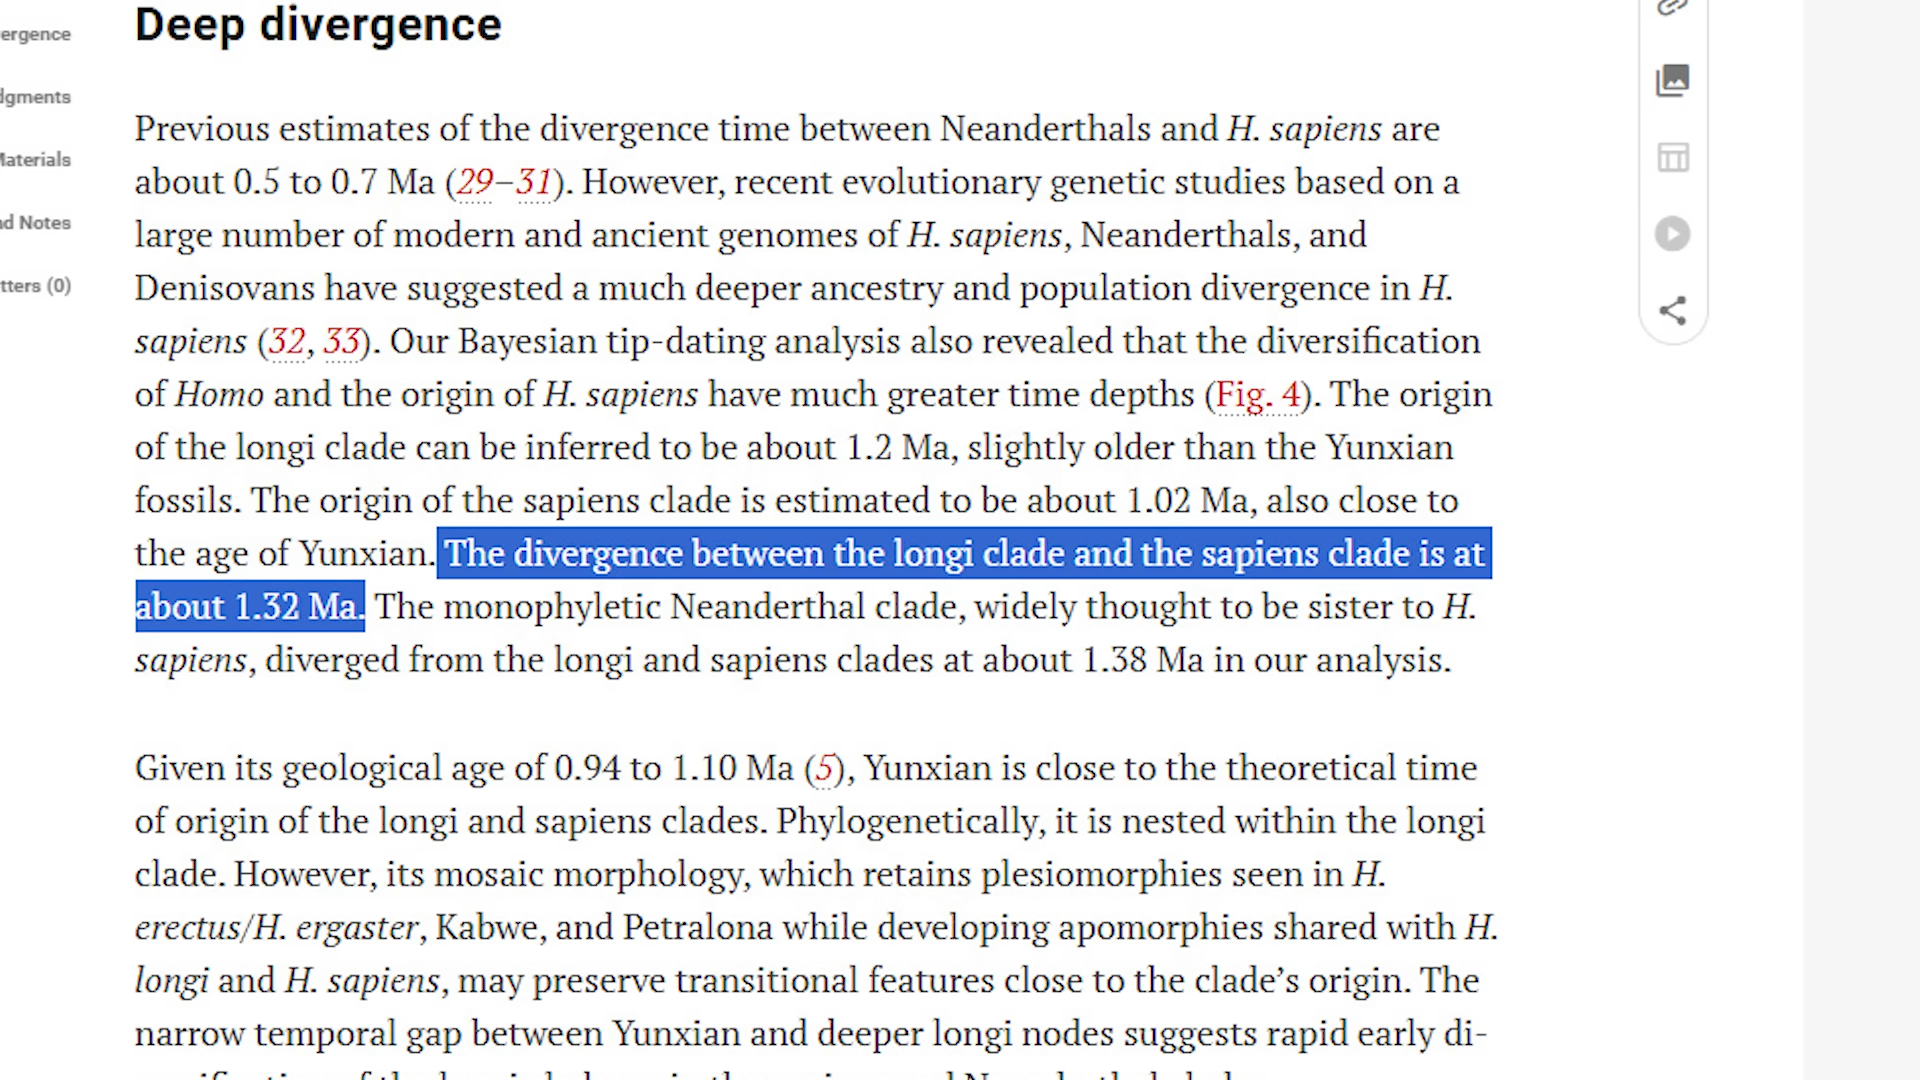 Deep divergence
ergence
dgments
Materials
nd Notes
tters (0)
Previous estimates of the divergence time between Neanderthals and H. sapiens are
about 0.5 to 0.7 Ma (29–31). However, recent evolutionary genetic studies based on a
large number of modern and ancient genomes of H. sapiens, Neanderthals, and
Denisovans have suggested a much deeper ancestry and population divergence in H.
sapiens (32, 33). Our Bayesian tip-dating analysis also revealed that the diversification
of Homo and the origin of H. sapiens have much greater time depths (Fig. 4). The origin
of the longi clade can be inferred to be about 1.2 Ma, slightly older than the Yunxian
fossils. The origin of the sapiens clade is estimated to be about 1.02 Ma, also close to
the age of Yunxian. The divergence between the longi clade and the sapiens clade is at
about 1.32 Ma. The monophyletic Neanderthal clade, widely thought to be sister to H.
sapiens, diverged from the longi and sapiens clades at about 1.38 Ma in our analysis.
Given its geological age of 0.94 to 1.10 Ma (5), Yunxian is close to the theoretical time
of origin of the longi and sapiens clades. Phylogenetically, it is nested within the longi
clade. However, its mosaic morphology, which retains plesiomorphies seen in H.
erectus/H. ergaster, Kabwe, and Petralona while developing apomorphies shared with H.
longi and H. sapiens, may preserve transitional features close to the clade’s origin. The
narrow temporal gap between Yunxian and deeper longi nodes suggests rapid early di-